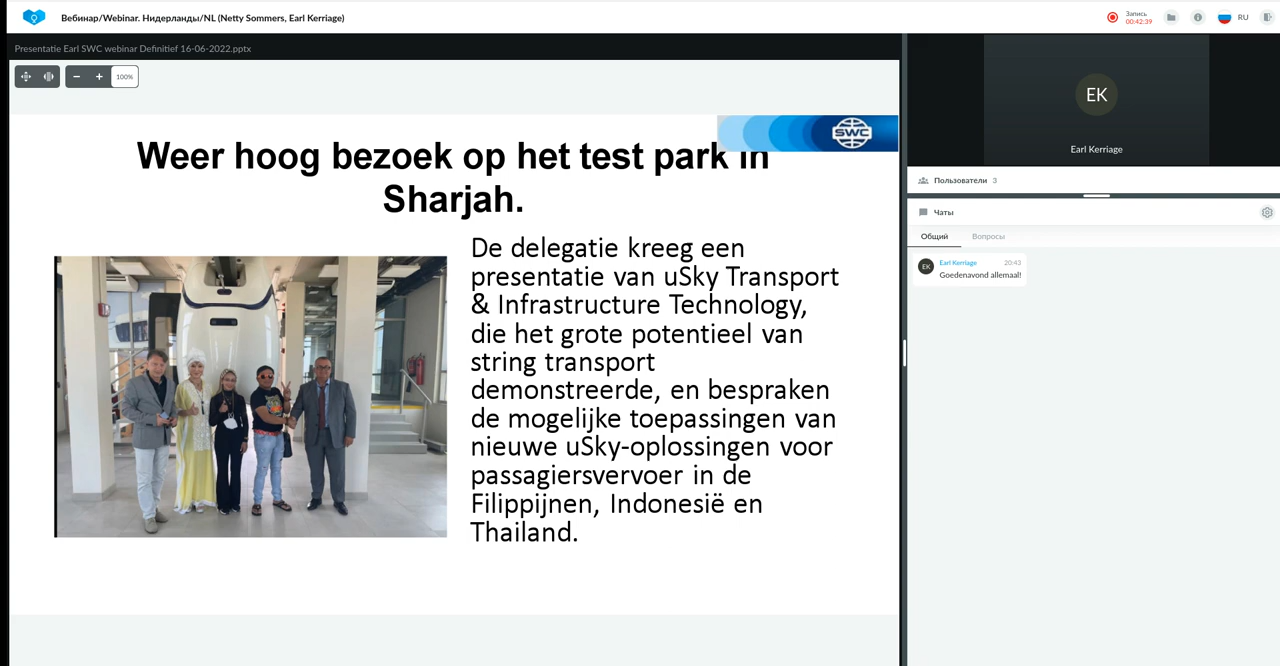 Вебинар/Webinar. Нидерланды/NL (Netty Sommers, Earl Kerriage)
Запись
00:42:39
RU
Presentatie Earl SWC webinar Definitief 16-06-2022.pptx
100%
SWC
Weer hoog bezoek op het test park in
Sharjah.
De delegatie kreeg een
presentatie van uSky Transport
& Infrastructure Technology,
die het grote potentieel van
string transport
demonstreerde, en bespraken
de mogelijke toepassingen van
nieuwe uSky-oplossingen voor
passagiersvervoer in de
Filippijnen, Indonesië en
Thailand.
EK
Earl Kerriage
Пользователи 3
Чаты
Общий Вопросы
EK
Earl Kerriage 20:43
Goedenavond allemaal!